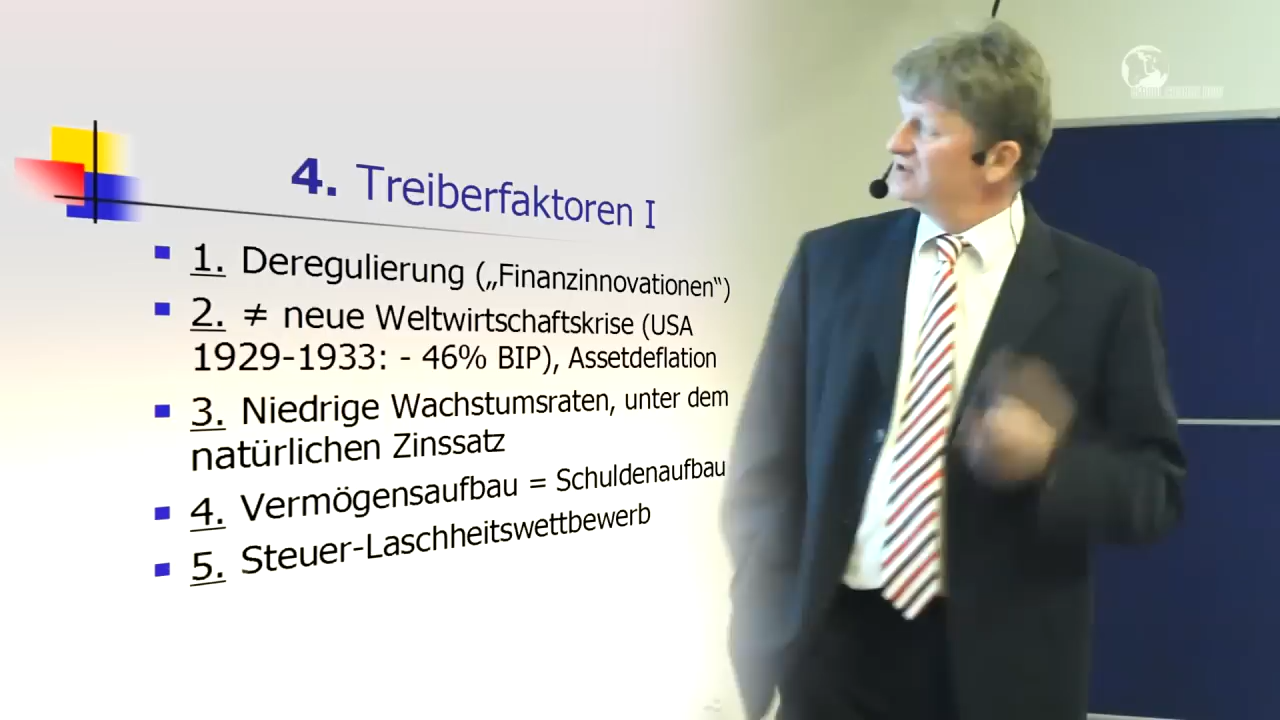 4. Treiberfaktoren I
1. Deregulierung („Finanzinnovationen“)
2. ≠ neue Weltwirtschaftskrise (USA
1929-1933: - 46% BIP), Assetdeflation
3. Niedrige Wachstumsraten, unter dem
natürlichen Zinssatz
4. Vermögensaufbau = Schuldenaufbau
5. Steuer-Laschheitswettbewerb